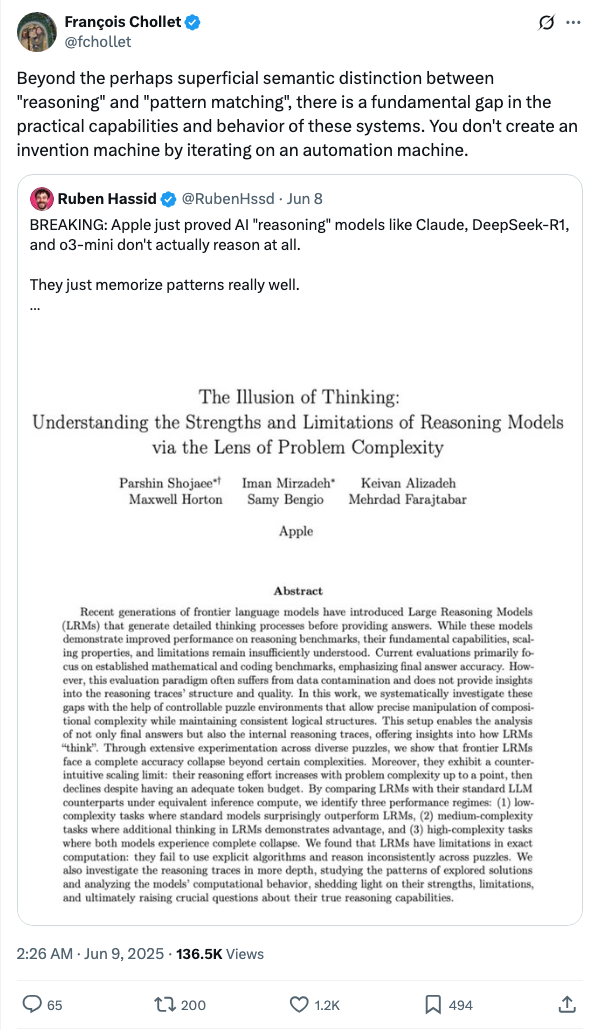 François Chollet
@fchollet
Beyond the perhaps superficial semantic distinction between
"reasoning" and "pattern matching", there is a fundamental gap in the
practical capabilities and behavior of these systems. You don't create an
invention machine by iterating on an automation machine.
Ruben Hassid @RubenHssd · Jun 8
BREAKING: Apple just proved AI "reasoning" models like Claude, DeepSeek-R1,
and o3-mini don't actually reason at all.
They just memorize patterns really well.
...
The Illusion of Thinking:
Understanding the Strengths and Limitations of Reasoning Models
via the Lens of Problem Complexity
Parshin Shojaee*† Iman Mirzadeh* Keivan Alizadeh
Maxwell Horton Samy Bengio Mehrdad Farajtabar
Apple
Abstract
Recent generations of frontier language models have introduced Large Reasoning Models
(LRMs) that generate detailed thinking processes before providing answers. While these models
demonstrate improved performance on reasoning benchmarks, their fundamental capabilities, scal-
ing properties, and limitations remain insufficiently understood. Current evaluations primarily fo-
cus on established mathematical and coding benchmarks, emphasizing final answer accuracy. How-
ever, this evaluation paradigm often suffers from data contamination and does not provide insights
into the reasoning traces' structure and quality. In this work, we systematically investigate these
gaps with the help of controllable puzzle environments that allow precise manipulation of composi-
tional complexity while maintaining consistent logical structures. This setup enables the analysis
of not only final answers but also the internal reasoning traces, offering insights into how LRMs
“think”. Through extensive experimentation across diverse puzzles, we show that frontier LRMs
face a complete accuracy collapse beyond certain complexities. Moreover, they exhibit a counter-
intuitive scaling limit: their reasoning effort increases with problem complexity up to a point, then
declines despite having an adequate token budget. By comparing LRMs with their standard LLM
counterparts under equivalent inference compute, we identify three performance regimes: (1) low-
complexity tasks where standard models surprisingly outperform LRMs, (2) medium-complexity
tasks where additional thinking in LRMs demonstrates advantage, and (3) high-complexity tasks
where both models experience complete collapse. We found that LRMs have limitations in exact
computation: they fail to use explicit algorithms and reason inconsistently across puzzles. We
also investigate the reasoning traces in more depth, studying the patterns of explored solutions
and analyzing the models' computational behavior, shedding light on their strengths, limitations,
and ultimately raising crucial questions about their true reasoning capabilities.
2:26 AM · Jun 9, 2025 · 136.5K Views
65 200 1.2K 494